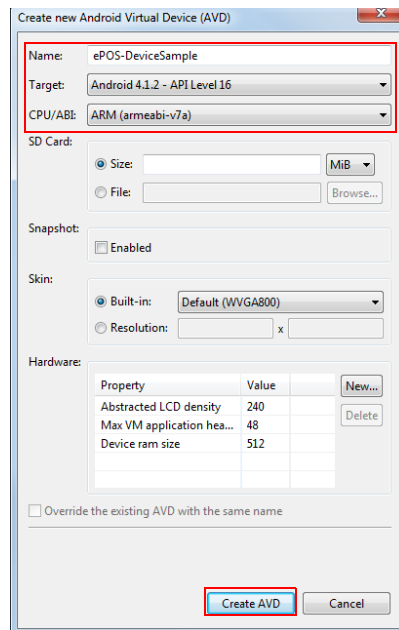 Create new Android Virtual Device (AVD)
Name: ePOS-DeviceSample
Target: Android 4.1.2 - API Level 16
CPU/ABI: ARM (armeabi-v7a)
SD Card:
Size: MiB
File: Browse...
Snapshot:
Enabled
Skin:
Built-in: Default (WVGA800)
Resolution: x
Hardware:
Property Value New...
Abstracted LCD density 240 Delete
Max VM application hea... 48
Device ram size 512
Override the existing AVD with the same name
Create AVD Cancel